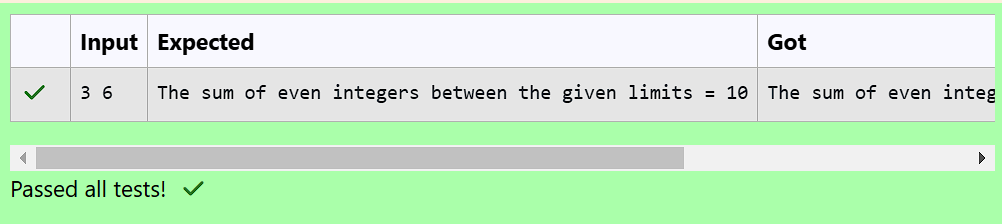 Input Expected Got
3 6 The sum of even integers between the given limits = 10 The sum of even integ
Passed all tests!